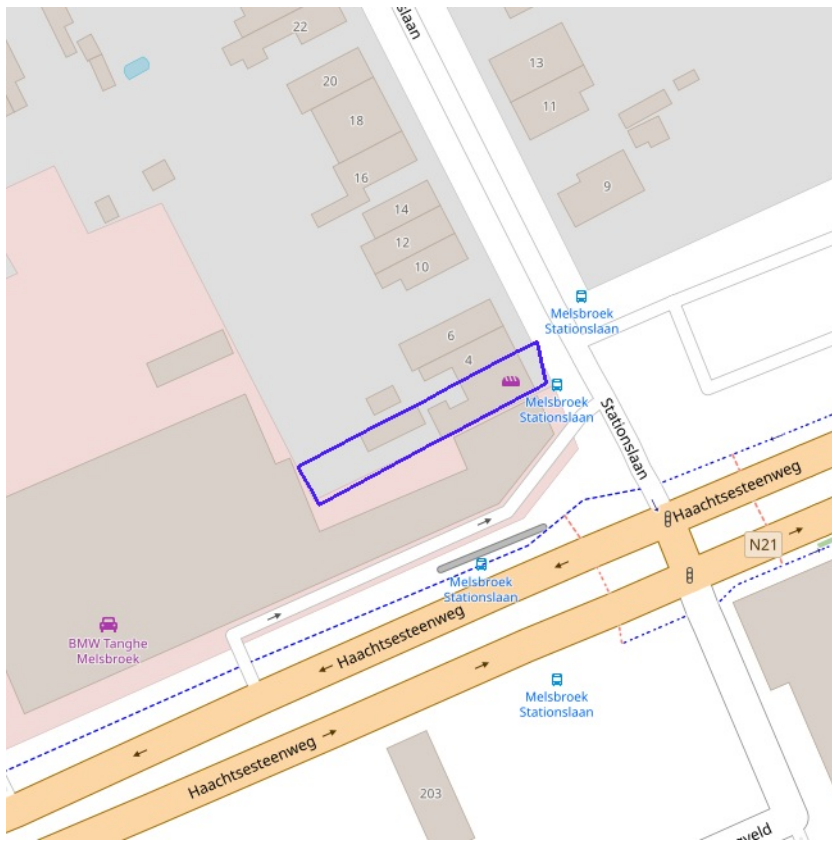 slaan
22
20
18
16
14
12
10
13
11
9
6
4
Melsbroek
Stationslaan
Melsbroek
Stationslaan
Stationslaan
Haachtsesteenweg
N21
Melsbroek
Stationslaan
BMW Tanghe
Melsbroek
Haachtsesteenweg
Melsbroek
Stationslaan
Haachtsesteenweg
203
gveld